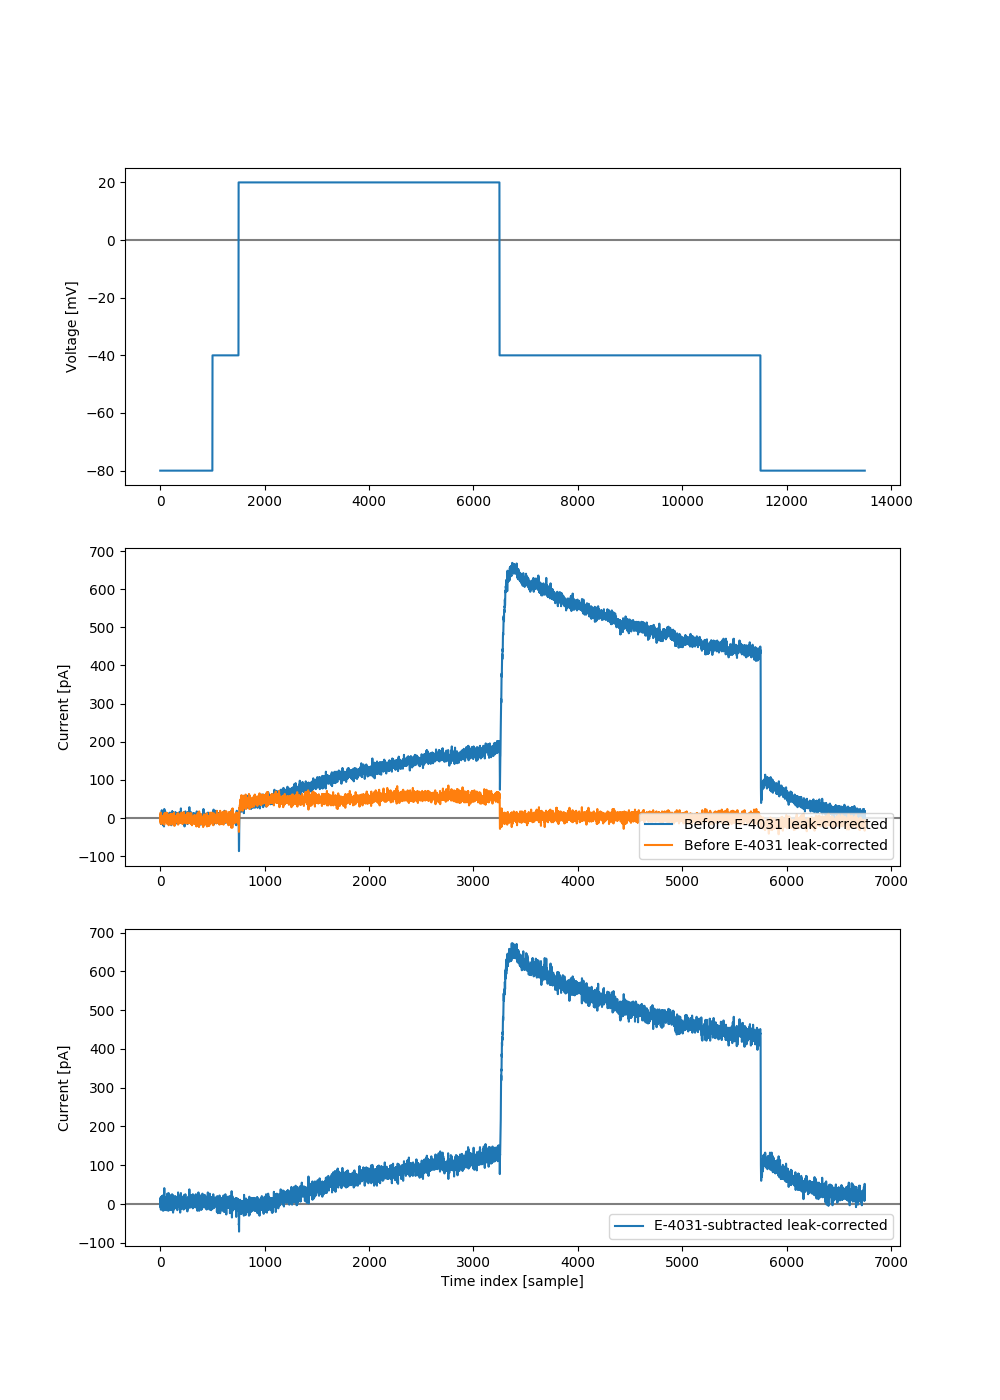 20
0
−20
−40
−60
−80
Voltage [mV]
0 2000 4000 6000 8000 10000 12000 14000
700
600
500
400
300
200
100
0
−100
Current [pA]
Before E-4031 leak-corrected
Before E-4031 leak-corrected
0 1000 2000 3000 4000 5000 6000 7000
700
600
500
400
300
200
100
0
−100
Current [pA]
E-4031-subtracted leak-corrected
0 1000 2000 3000 4000 5000 6000 7000
Time index [sample]